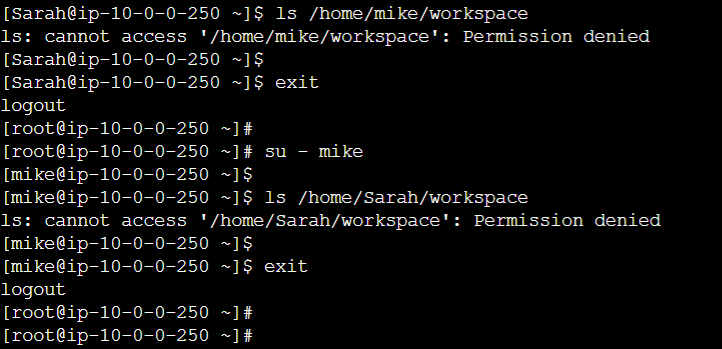 [Sarah@ip-10-0-0-250 ~]$ ls /home/mike/workspace
ls: cannot access '/home/mike/workspace': Permission denied
[Sarah@ip-10-0-0-250 ~]$
[Sarah@ip-10-0-0-250 ~]$ exit
logout
[root@ip-10-0-0-250 ~]#
[root@ip-10-0-0-250 ~]# su - mike
[mike@ip-10-0-0-250 ~]$
[mike@ip-10-0-0-250 ~]$ ls /home/Sarah/workspace
ls: cannot access '/home/Sarah/workspace': Permission denied
[mike@ip-10-0-0-250 ~]$
[mike@ip-10-0-0-250 ~]$ exit
logout
[root@ip-10-0-0-250 ~]#
[root@ip-10-0-0-250 ~]#